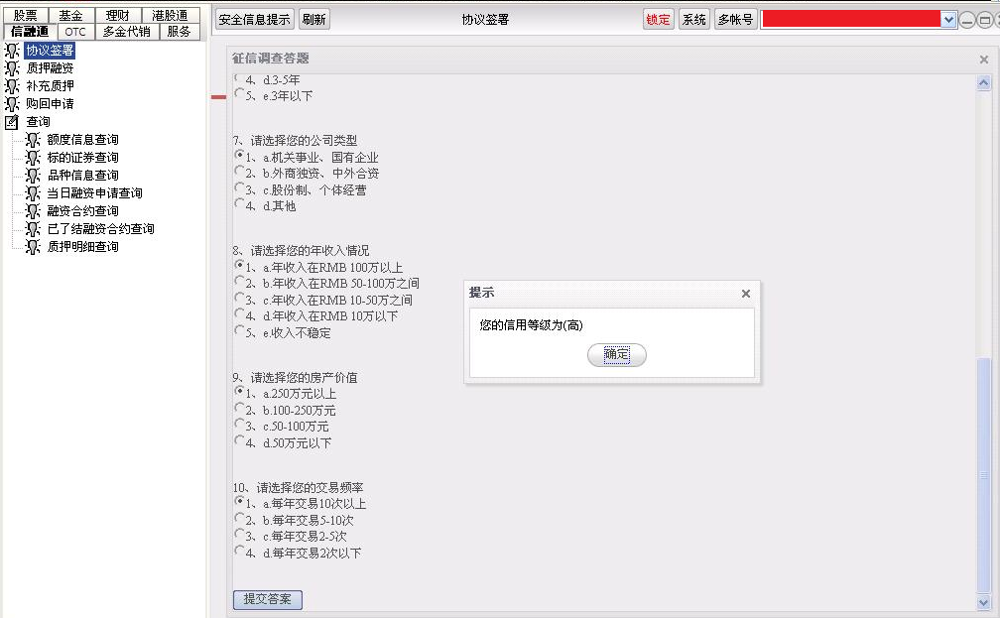 股票 基金 理财 港股通
信融通 OTC 多金代销 服务
安全信息提示 刷新 协议签署 锁定 系统 多帐号
协议签署
质押融资
补充质押
购回申请
查询
额度信息查询
标的证券查询
品种信息查询
当日融资申请查询
融资合约查询
已了结融资合约查询
质押明细查询
征信调查答题
4、d.3-5年
5、e.3年以下
7、请选择您的公司类型
1、a.机关事业、国有企业
2、b.外商独资、中外合资
3、c.股份制、个体经营
4、d.其他
8、请选择您的年收入情况
1、a.年收入在RMB 100万以上
2、b.年收入在RMB 50-100万之间
3、c.年收入在RMB 10-50万之间
4、d.年收入在RMB 10万以下
5、e.收入不稳定
9、请选择您的房产价值
1、a.250万元以上
2、b.100-250万元
3、c.50-100万元
4、d.50万元以下
10、请选择您的交易频率
1、a.每年交易10次以上
2、b.每年交易5-10次
3、c.每年交易2-5次
4、d.每年交易2次以下
提交答案
提示
您的信用等级为(高)
确定